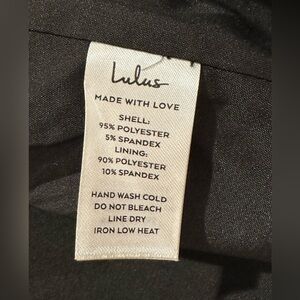 Lulus
MADE WITH LOVE
SHELL:
95% POLYESTER
5% SPANDEX
LINING:
90% POLYESTER
10% SPANDEX
HAND WASH COLD
DO NOT BLEACH
LINE DRY
IRON LOW HEAT